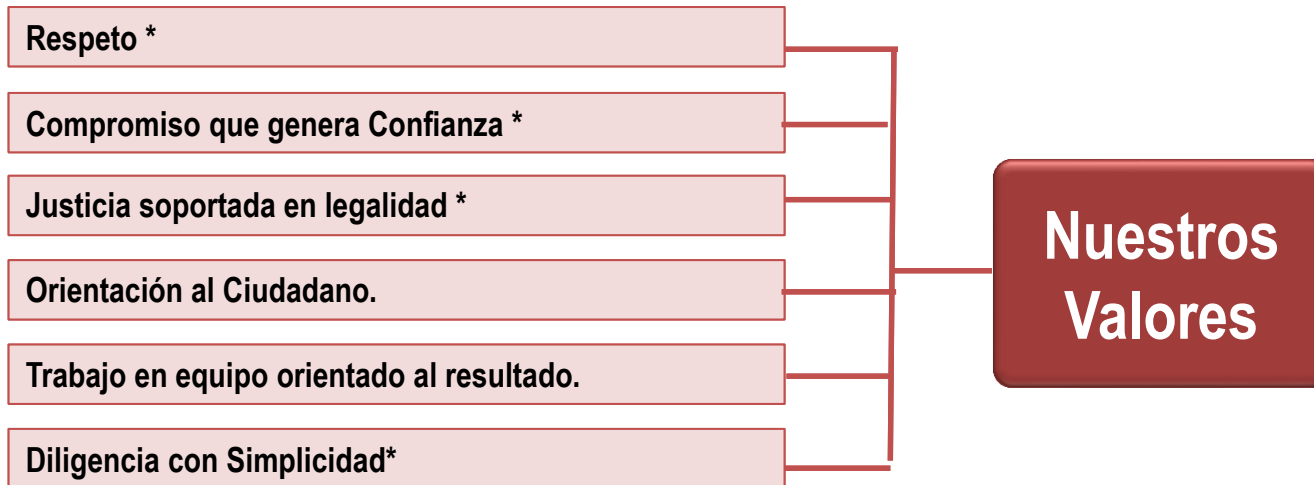 Respeto *
Compromiso que genera Confianza *
Justicia soportada en legalidad *
Orientación al Ciudadano.
Trabajo en equipo orientado al resultado.
Diligencia con Simplicidad*
Nuestros
Valores